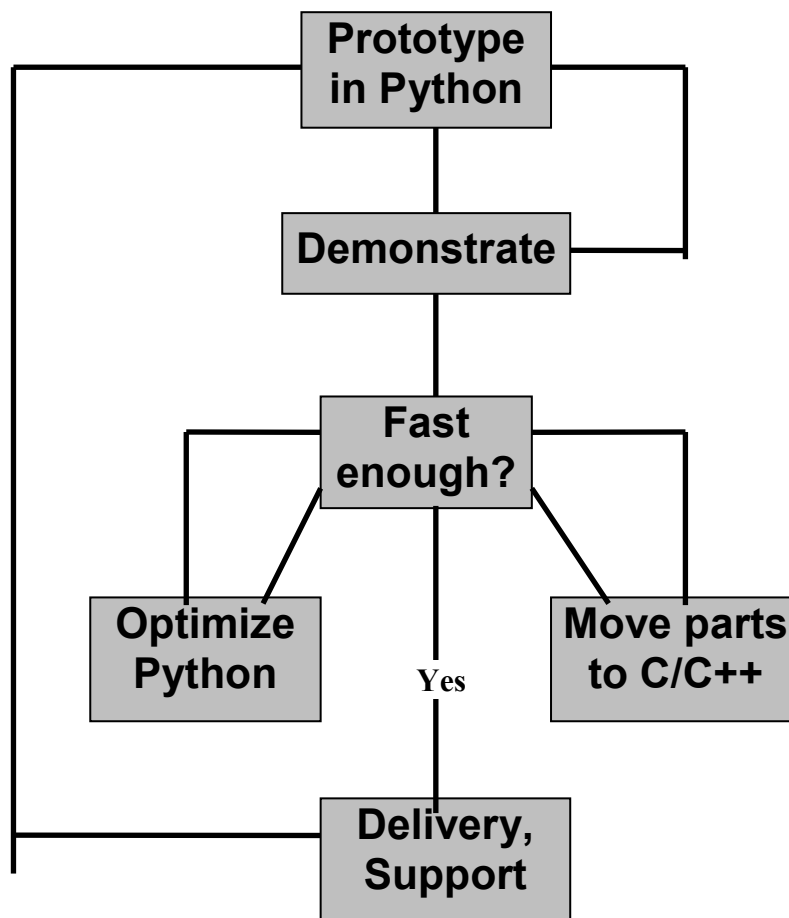 Prototype
in Python
Demonstrate
Fast
enough?
Optimize
Python
Move parts
to C/C++
Yes
Delivery,
Support